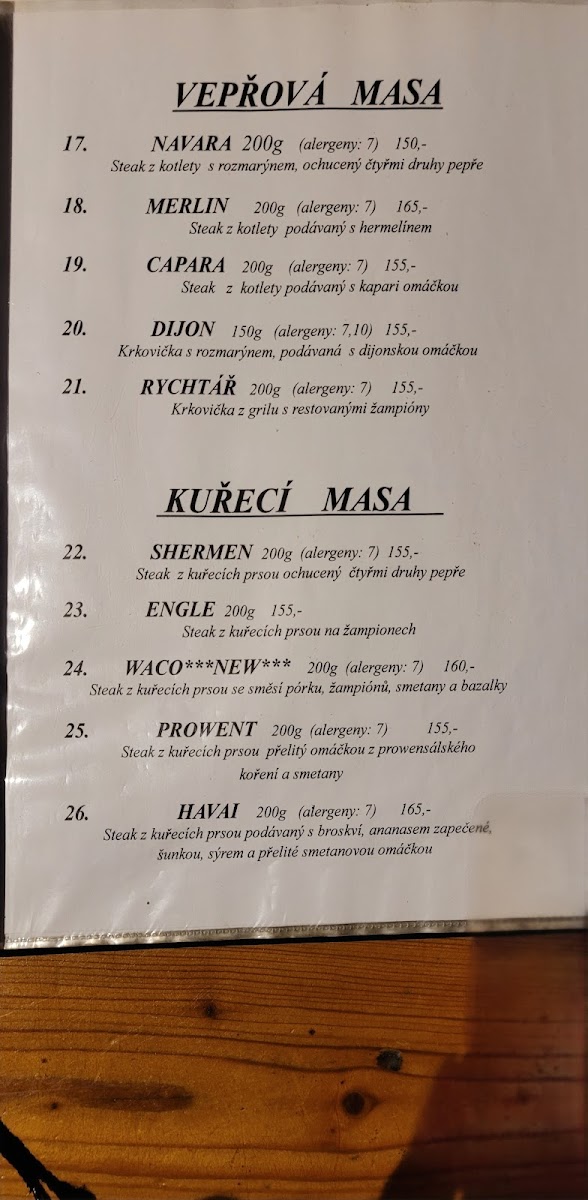 VEPŘOVÁ MASA
17. NAVARA 200g (alergeny: 7) 150,-
Steak z kotlety s rozmarýnem, ochucený čtyřmi druhy pepře
18. MERLIN 200g (alergeny: 7) 165,-
Steak z kotlety podávaný s hermelínem
19. CAPARA 200g (alergeny: 7) 155,-
Steak z kotlety podávaný s kapari omáčkou
20. DIJON 150g (alergeny: 7,10) 155,-
Krkovička s rozmarýnem, podávaná s dijonskou omáčkou
21. RYCHTÁŘ 200g (alergeny: 7) 155,-
Krkovička z grilu s restovanými žampióny
KUŘECÍ MASA
22. SHERMEN 200g (alergeny: 7) 155,-
Steak z kuřecích prsou ochucený čtyřmi druhy pepře
23. ENGLE 200g 155,-
Steak z kuřecích prsou na žampionech
24. WACO***NEW*** 200g (alergeny: 7) 160,-
Steak z kuřecích prsou se směsí pórku, žampiónů, smetany a bazalky
25. PROWENT 200g (alergeny: 7) 155,-
Steak z kuřecích prsou přelitý omáčkou z prowensálského
koření a smetany
26. HAVAI 200g (alergeny: 7) 165,-
Steak z kuřecích prsou podávaný s broskví, ananasem zapečené,
šunkou, sýrem a přelité smetanovou omáčkou